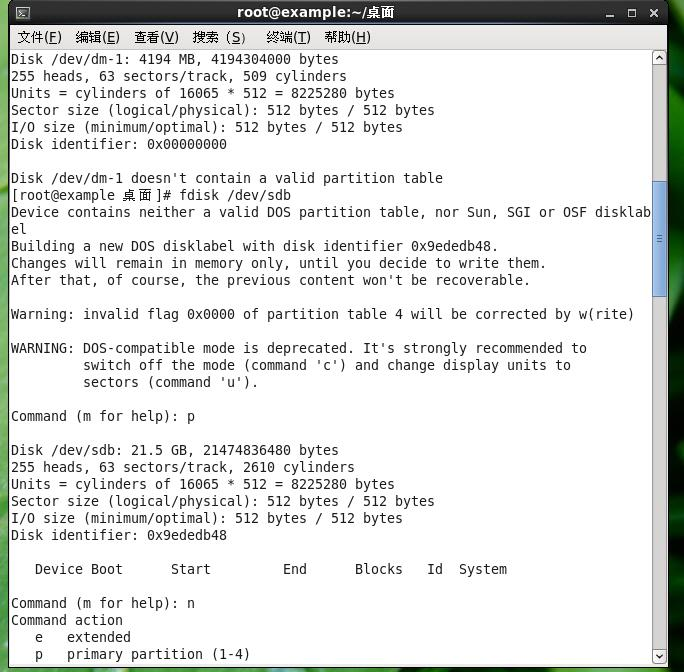 root@example:~/桌面
文件(F) 编辑(E) 查看(V) 搜索 (S) 终端(T) 帮助(H)
Disk /dev/dm-1: 4194 MB, 4194304000 bytes
255 heads, 63 sectors/track, 509 cylinders
Units = cylinders of 16065 * 512 = 8225280 bytes
Sector size (logical/physical): 512 bytes / 512 bytes
I/O size (minimum/optimal): 512 bytes / 512 bytes
Disk identifier: 0x00000000
Disk /dev/dm-1 doesn't contain a valid partition table
[root@example 桌面]# fdisk /dev/sdb
Device contains neither a valid DOS partition table, nor Sun, SGI or OSF disklab
el
Building a new DOS disklabel with disk identifier 0x9ededb48.
Changes will remain in memory only, until you decide to write them.
After that, of course, the previous content won't be recoverable.
Warning: invalid flag 0x0000 of partition table 4 will be corrected by w(rite)
WARNING: DOS-compatible mode is deprecated. It's strongly recommended to
switch off the mode (command 'c') and change display units to
sectors (command 'u').
Command (m for help): p
Disk /dev/sdb: 21.5 GB, 21474836480 bytes
255 heads, 63 sectors/track, 2610 cylinders
Units = cylinders of 16065 * 512 = 8225280 bytes
Sector size (logical/physical): 512 bytes / 512 bytes
I/O size (minimum/optimal): 512 bytes / 512 bytes
Disk identifier: 0x9ededb48
Device Boot Start End Blocks Id System
Command (m for help): n
Command action
e extended
p primary partition (1-4)